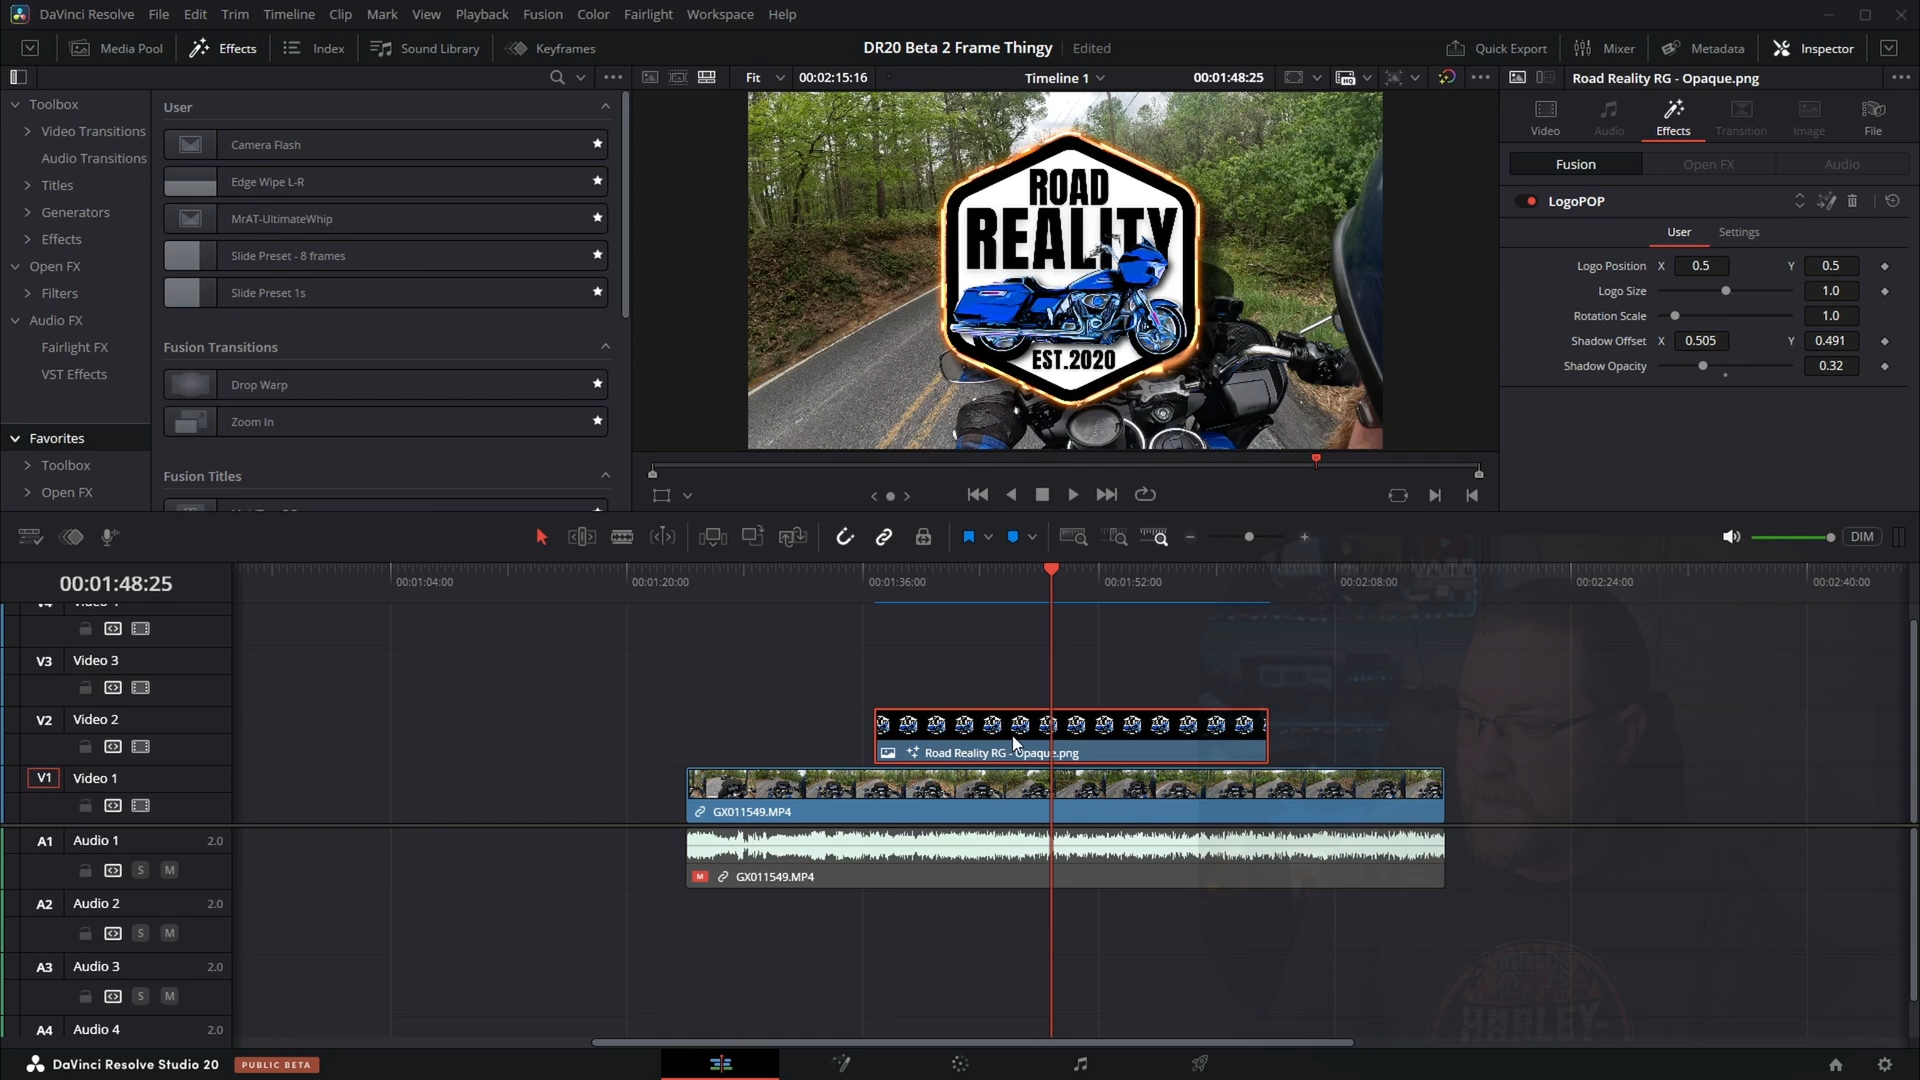 DaVinci Resolve File Edit Trim Timeline Clip Mark View Playback Fusion Color Fairlight Workspace Help
Media Pool Effects Index Sound Library Keyframes DR20 Beta 2 Frame Thingy Edited Quick Export Mixer Metadata Inspector
Fit 00:02:15:16 Timeline 1 00:01:48:25 Road Reality RG - Opaque.png
Toolbox
Video Transitions
Audio Transitions
Titles
Generators
Effects
Open FX
Filters
Audio FX
Fairlight FX
VST Effects
Favorites
Toolbox
Open FX
User
Camera Flash
Edge Wipe L-R
MrAT-UltimateWhip
Slide Preset - 8 frames
Slide Preset 1s
Fusion Transitions
Drop Warp
Zoom In
Fusion Titles
ROAD
REALITY
EST.2020
Video Audio Effects Transition Image File
Fusion Open FX Audio
LogoPOP
User Settings
Logo Position X 0.5 Y 0.5
Logo Size 1.0
Rotation Scale 1.0
Shadow Offset X 0.505 Y 0.491
Shadow Opacity 0.32
DIM
00:01:48:25
00:01:04:00 00:01:20:00 00:01:36:00 00:01:52:00 00:02:08:00 00:02:24:00 00:02:40:00
V3 Video 3
V2 Video 2
Road Reality RG - Opaque.png
V1 Video 1
GX011549.MP4
A1 Audio 1 2.0
S M
M GX011549.MP4
A2 Audio 2 2.0
S M
A3 Audio 3 2.0
S M
A4 Audio 4 2.0
HARLEY-
DaVinci Resolve Studio 20 PUBLIC BETA